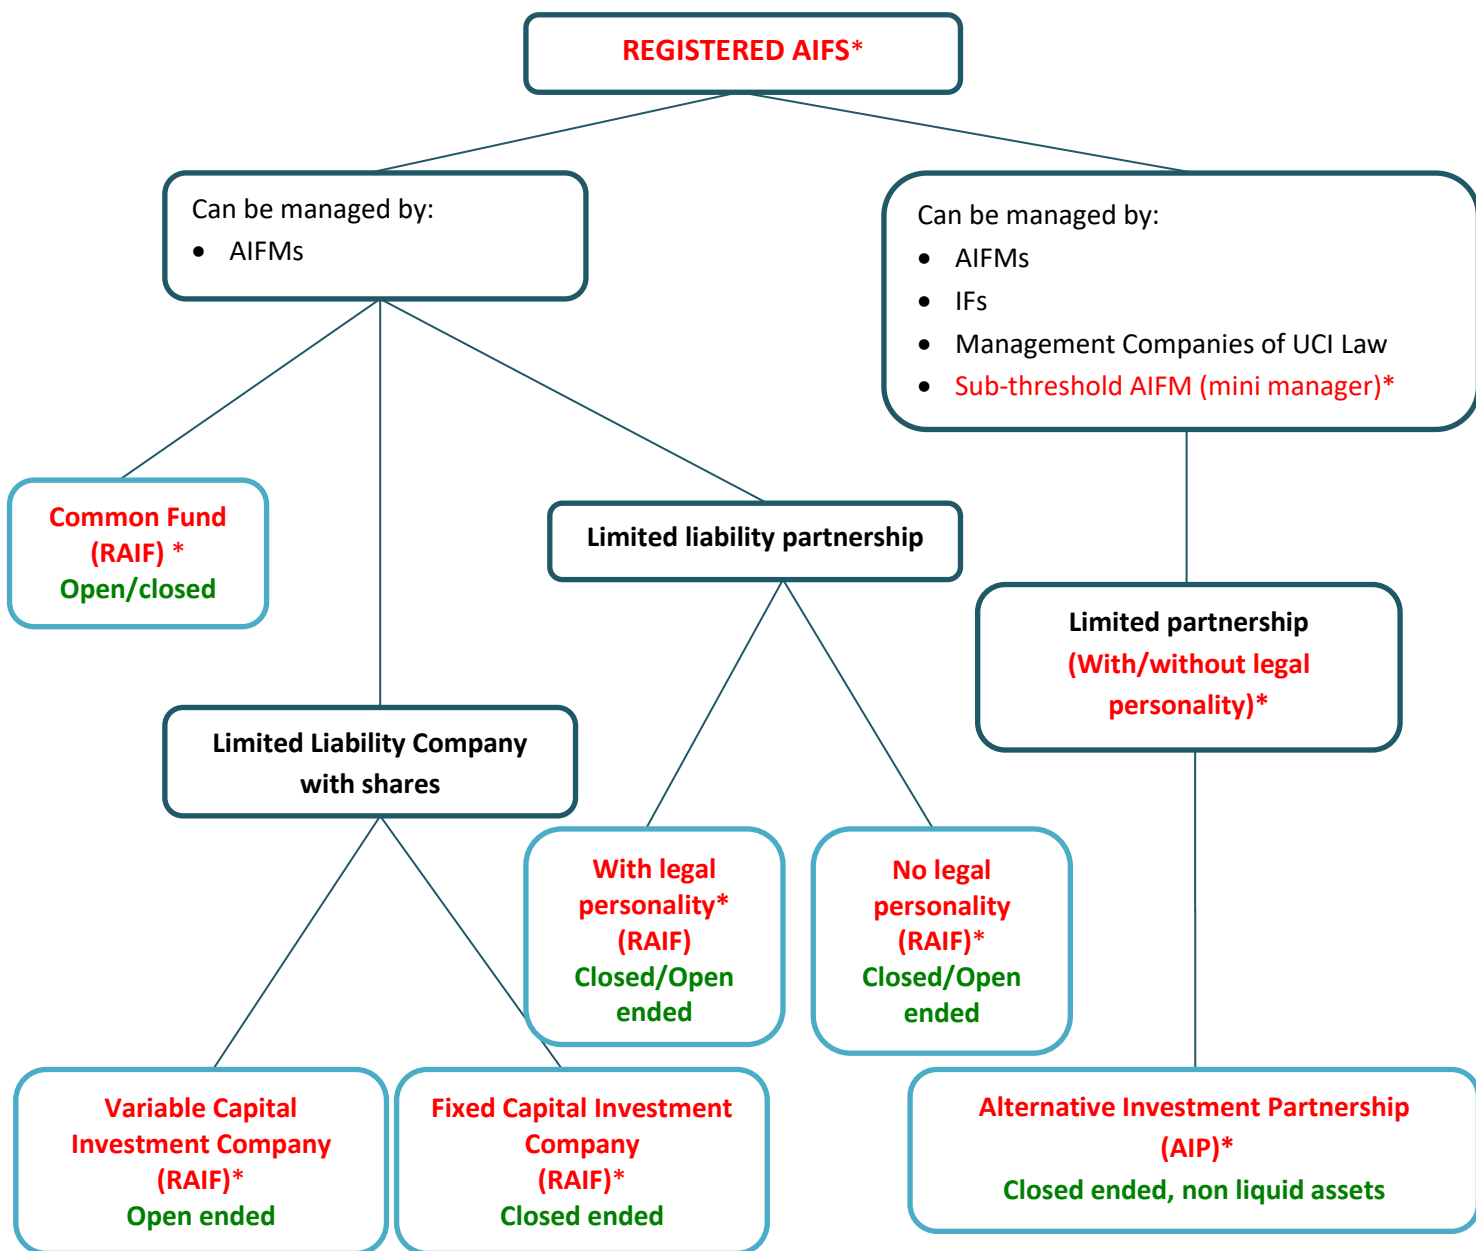 REGISTERED AIFS*
Can be managed by:
• AIFMs
Can be managed by:
• AIFMs
• IFs
• Management Companies of UCI Law
• Sub-threshold AIFM (mini manager)*
Common Fund
(RAIF) *
Open/closed
Limited liability partnership
Limited partnership
(With/without legal
personality)*
Limited Liability Company
with shares
With legal
personality*
(RAIF)
Closed/Open
ended
No legal
personality
(RAIF)*
Closed/Open
ended
Variable Capital
Investment Company
(RAIF)*
Open ended
Fixed Capital Investment
Company
(RAIF)*
Closed ended
Alternative Investment Partnership
(AIP)*
Closed ended, non liquid assets